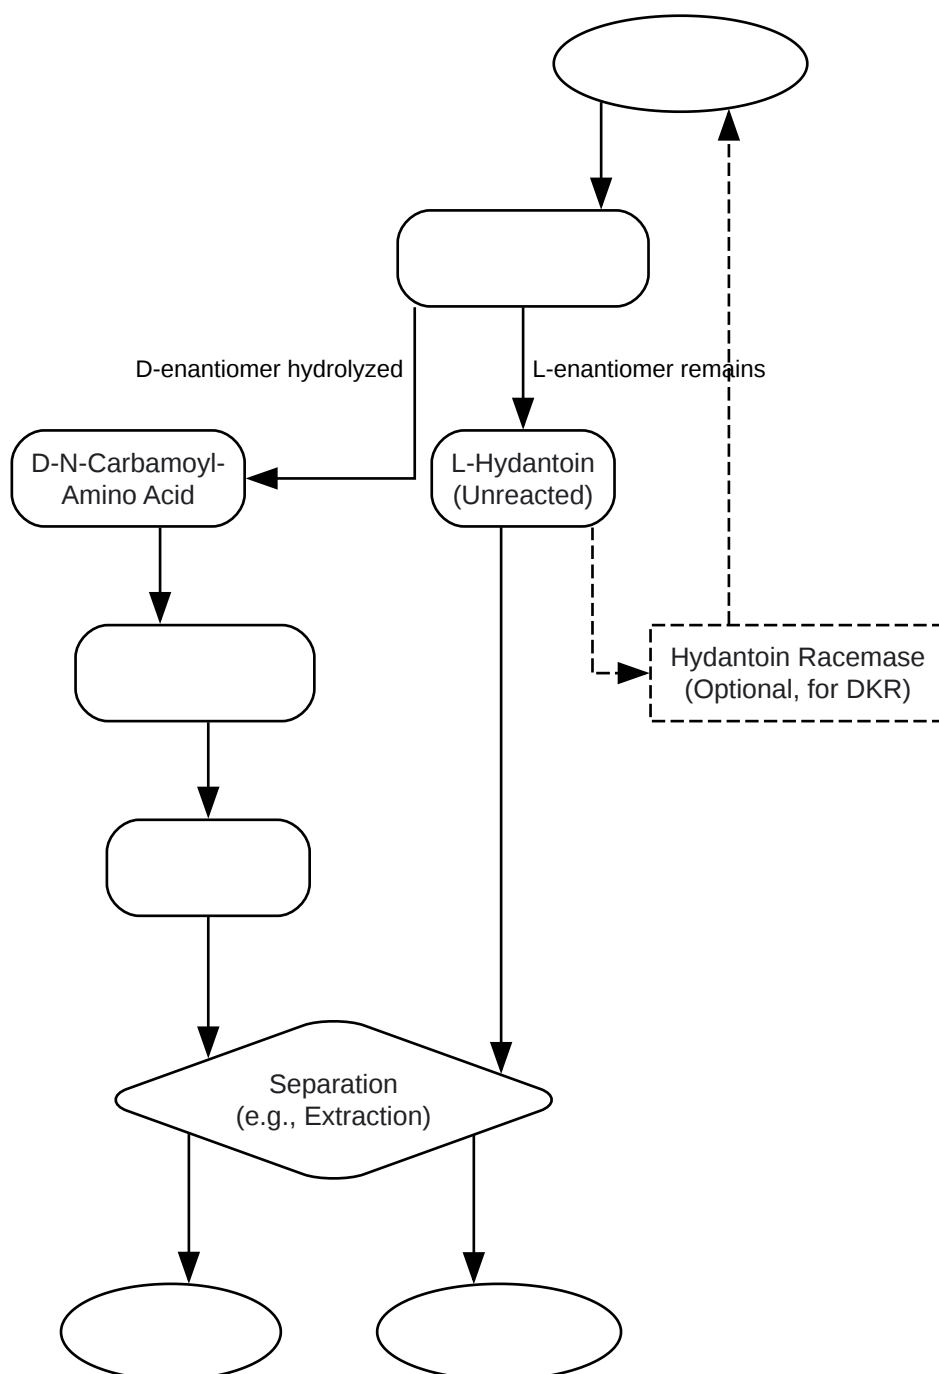 D-enantiomer hydrolyzed
L-enantiomer remains
D-N-Carbamoyl-
Amino Acid
L-Hydantoin
(Unreacted)
Hydantoin Racemase
(Optional, for DKR)
Separation
(e.g., Extraction)